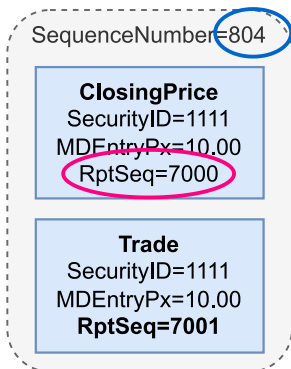 SequenceNumber=804
ClosingPrice
SecurityID=1111
MDEntryPx=10.00
RptSeq=7000
Trade
SecurityID=1111
MDEntryPx=10.00
RptSeq=7001